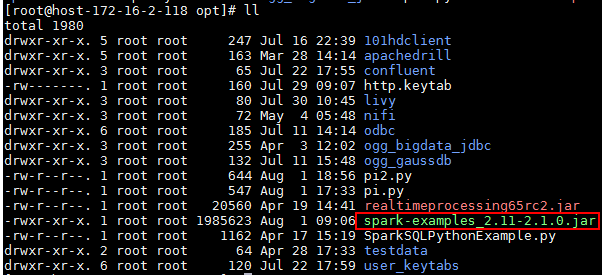 [root@host-172-16-2-118 opt]# ll
total 1980
drwxr-xr-x. 5 root root 247 Jul 16 22:39 101hdclient
drwxr-xr-x. 5 root root 163 Mar 28 14:14 apachedrill
drwxr-xr-x. 3 root root 65 Jul 22 17:55 confluent
-rw-------. 1 root root 160 Jul 29 09:07 http.keytab
drwxr-xr-x. 3 root root 80 Jul 30 10:45 livy
drwxr-xr-x. 3 root root 72 May 4 05:48 nifi
drwxr-xr-x. 6 root root 185 Jul 11 14:14 odbc
drwxr-xr-x. 3 root root 255 Apr 3 12:02 ogg_bigdata_jdbc
drwxr-xr-x. 3 root root 132 Jul 11 15:48 ogg_gaussdb
-rw-r--r--. 1 root root 644 Aug 1 18:56 pi2.py
-rw-r--r--. 1 root root 547 Aug 1 17:33 pi.py
-rw-r--r--. 1 root root 20560 Apr 19 14:41 realtimeprocessing65rc2.jar
-rwxr-xr-x. 1 root root 1985623 Aug 1 09:06 spark-examples_2.11-2.1.0.jar
-rw-r--r--. 1 root root 1162 Apr 17 15:19 SparkSQLPythonExample.py
drwxr-xr-x. 2 root root 64 Apr 28 17:33 testdata
drwxr-xr-x. 6 root root 120 Jul 22 17:59 user_keytabs